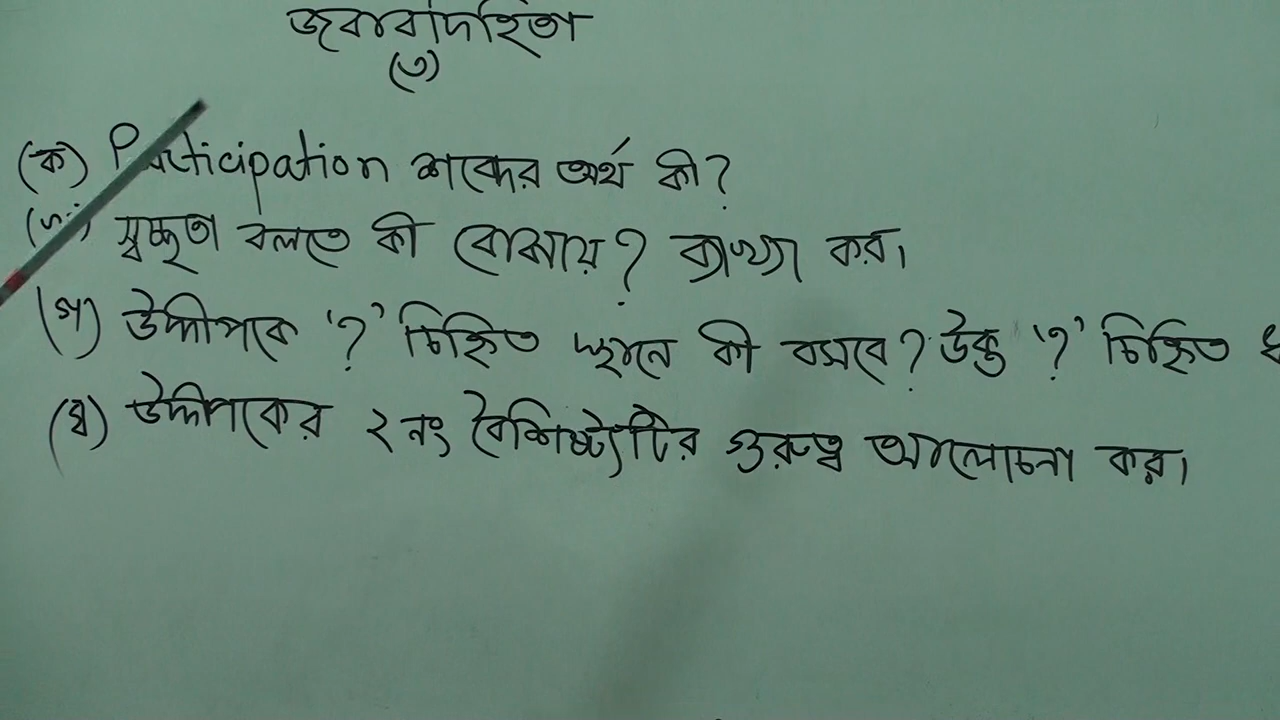 জবাবদিহিতা
(৩)
(ক) Participation শব্দের অর্থ কী?
স্বচ্ছতা বলতে কী বোঝায়? ব্যাখ্যা কর।
(গ) উদ্দীপকে '?' চিহ্নিত স্থানে কী বসবে? উক্ত '?' চিহ্নিত
(ঘ) উদ্দীপকের ২নং বৈশিষ্ট্যটির গুরুত্ব আলোচনা কর।